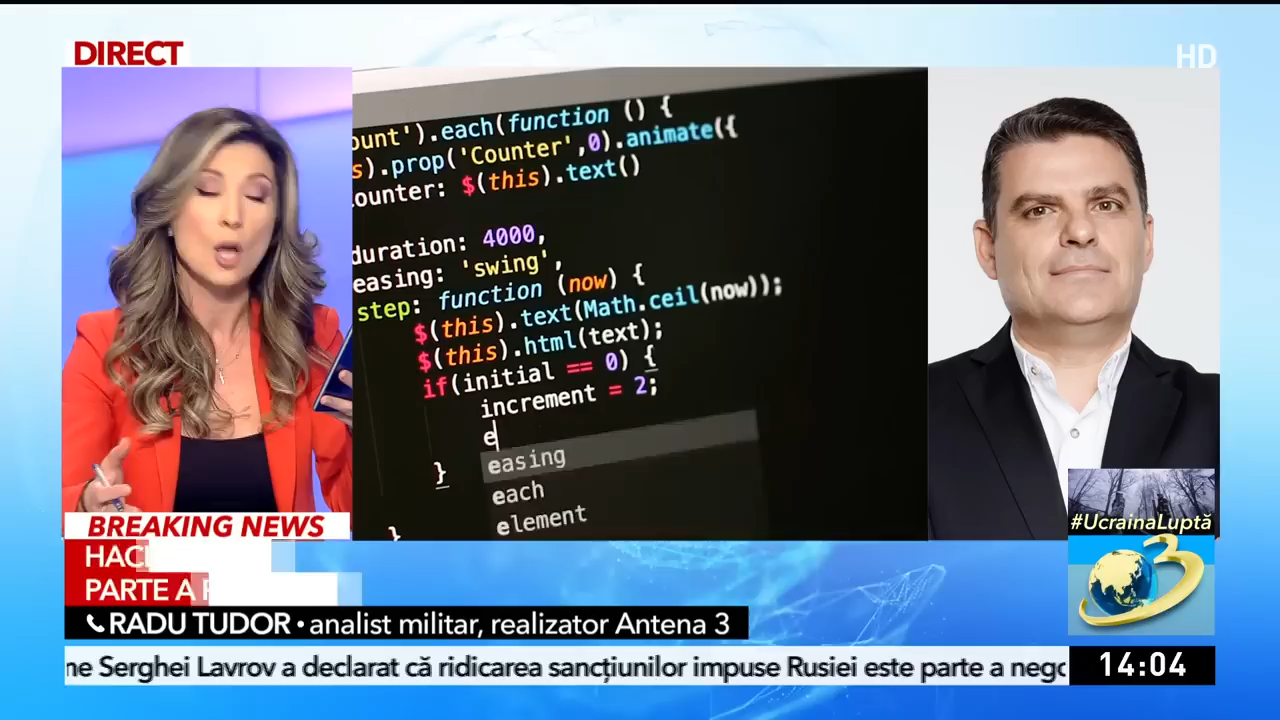 DIRECT
HD
ount').each(function () {
s).prop('Counter',0).animate({
ounter: $(this).text()
duration: 4000,
easing: 'swing',
step: function (now) {
$(this).text(Math.ceil(now));
$(this).html(text);
if(initial == 0) {
increment = 2;
e
}
easing
each
element
}
#UcrainaLuptă
3
BREAKING NEWS
PARTE A
RADU TUDOR • analist militar, realizator Antena 3
ne Serghei Lavrov a declarat că ridicarea sancțiunilor impuse Rusiei este parte a nego
14:04